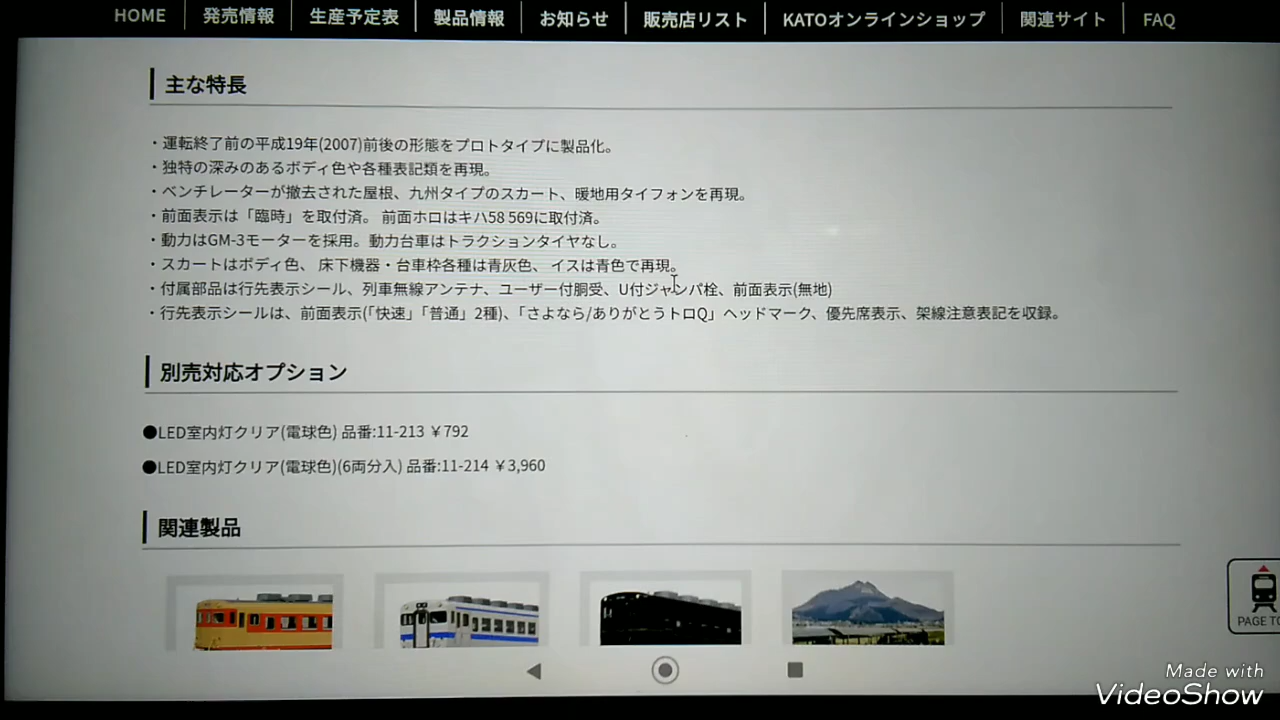 HOME 発売情報 生産予定表 製品情報 お知らせ 販売店リスト KATOオンラインショップ 関連サイト FAQ
主な特長
・運転終了前の平成19年(2007)前後の形態をプロトタイプに製品化。
・独特の深みのあるボディ色や各種表記類を再現。
・ベンチレーターが撤去された屋根、九州タイプのスカート、暖地用タイフォンを再現。
・前面表示は「臨時」を取付済。 前面ホロはキハ58 569に取付済。
・動力はGM-3モーターを採用。動力台車はトラクションタイヤなし。
・スカートはボディ色、 床下機器・台車枠各種は青灰色、 イスは青色で再現。
・付属部品は行先表示シール、列車無線アンテナ、ユーザー付胴受、U付ジャンパ栓、前面表示(無地)
・行先表示シールは、前面表示(「快速」「普通」2種)、「さよなら/ありがとうトロQ」ヘッドマーク、優先席表示、架線注意表記を収録。
別売対応オプション
●LED室内灯クリア(電球色) 品番:11-213 ￥792
●LED室内灯クリア(電球色)(6両分入) 品番:11-214 ￥3,960
関連製品
PAGE TO
Made with
VideoShow